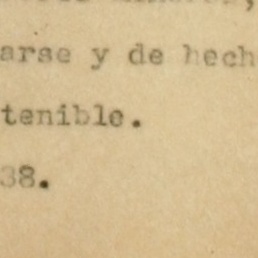 arse y de hech
tenible.
38.